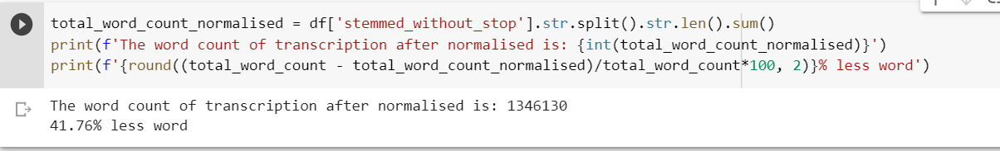 total_word_count_normalised = df['stemmed_without_stop'].str.split().str.len().sum()
print(f'The word count of transcription after normalised is: {int(total_word_count_normalised)}')
print(f'{round((total_word_count - total_word_count_normalised)/total_word_count*100, 2)}% less word')
The word count of transcription after normalised is: 1346130
41.76% less word